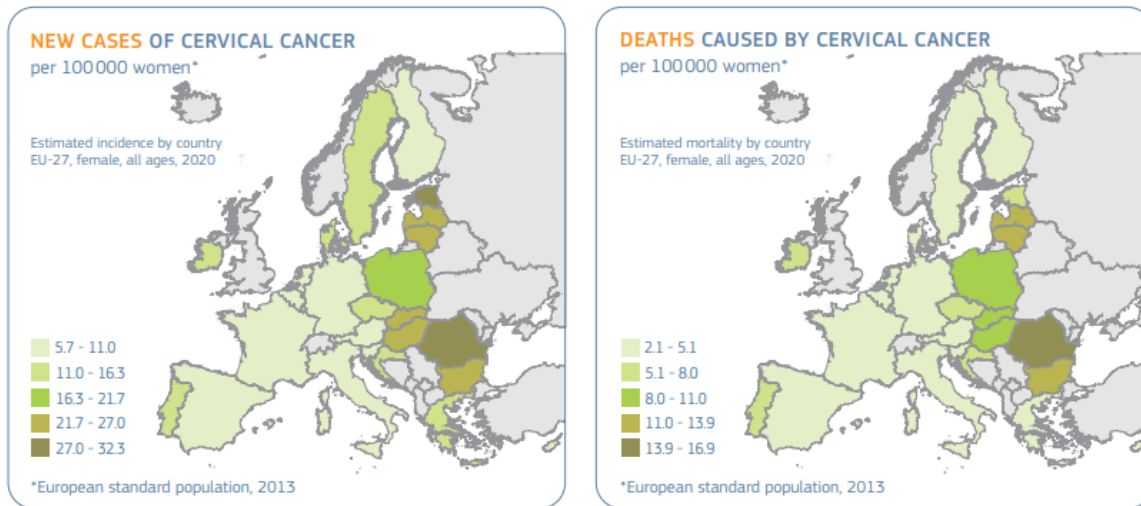 NEW CASES OF CERVICAL CANCER
per 100 000 women*
Estimated incidence by country
EU-27, female, all ages, 2020
5.7 - 11.0
11.0 - 16.3
16.3 - 21.7
21.7 - 27.0
27.0 - 32.3
*European standard population, 2013
DEATHS CAUSED BY CERVICAL CANCER
per 100 000 women*
Estimated mortality by country
EU-27, female, all ages, 2020
2.1 - 5.1
5.1 - 8.0
8.0 - 11.0
11.0 - 13.9
13.9 - 16.9
*European standard population, 2013